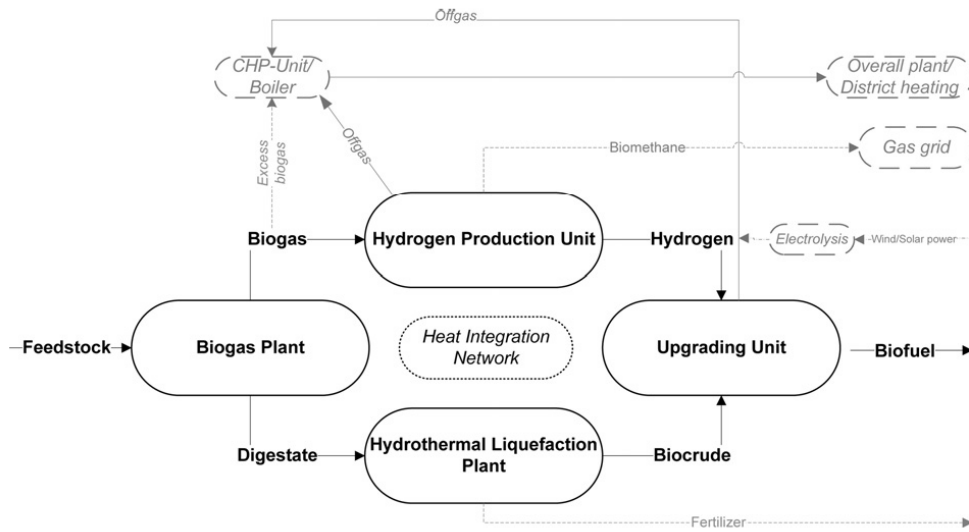 Offgas
CHP-Unit/
Boiler
Overall plant/
District heating
Excess
biogas
Offgas
Biomethane
Gas grid
Biogas
Hydrogen Production Unit
Hydrogen
Electrolysis
Wind/Solar power
Feedstock
Biogas Plant
Heat Integration
Network
Upgrading Unit
Biofuel
Digestate
Hydrothermal Liquefaction
Plant
Biocrude
Fertilizer